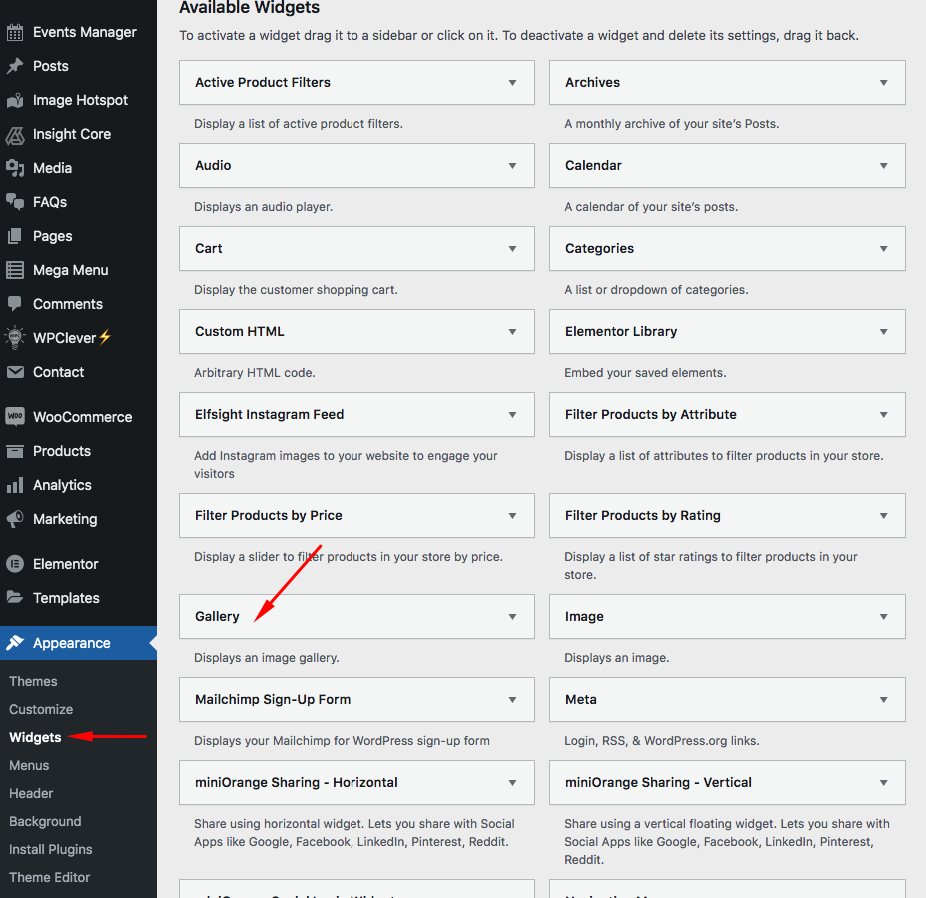 Events Manager
Posts
Image Hotspot
Insight Core
Media
FAQs
Pages
Mega Menu
Comments
WPClever⚡
Contact
WOO
WooCommerce
Products
Analytics
Marketing
Elementor
Templates
Appearance
Themes
Customize
Widgets
Menus
Header
Background
Install Plugins
Theme Editor
Available Widgets
To activate a widget drag it to a sidebar or click on it. To deactivate a widget and delete its settings, drag it back.
Active Product Filters
Display a list of active product filters.
Archives
A monthly archive of your site’s Posts.
Audio
Displays an audio player.
Calendar
A calendar of your site’s posts.
Cart
Display the customer shopping cart.
Categories
A list or dropdown of categories.
Custom HTML
Arbitrary HTML code.
Elementor Library
Embed your saved elements.
Elfsight Instagram Feed
Add Instagram images to your website to engage your
visitors
Filter Products by Attribute
Display a list of attributes to filter products in your store.
Filter Products by Price
Display a slider to filter products in your store by price.
Filter Products by Rating
Display a list of star ratings to filter products in your
store.
Gallery
Displays an image gallery.
Image
Displays an image.
Mailchimp Sign-Up Form
Displays your Mailchimp for WordPress sign-up form
Meta
Login, RSS, & WordPress.org links.
miniOrange Sharing - Horizontal
Share using horizontal widget. Lets you share with Social
Apps like Google, Facebook, LinkedIn, Pinterest, Reddit.
miniOrange Sharing - Vertical
Share using a vertical floating widget. Lets you share with
Social Apps like Google, Facebook, LinkedIn, Pinterest,
Reddit.